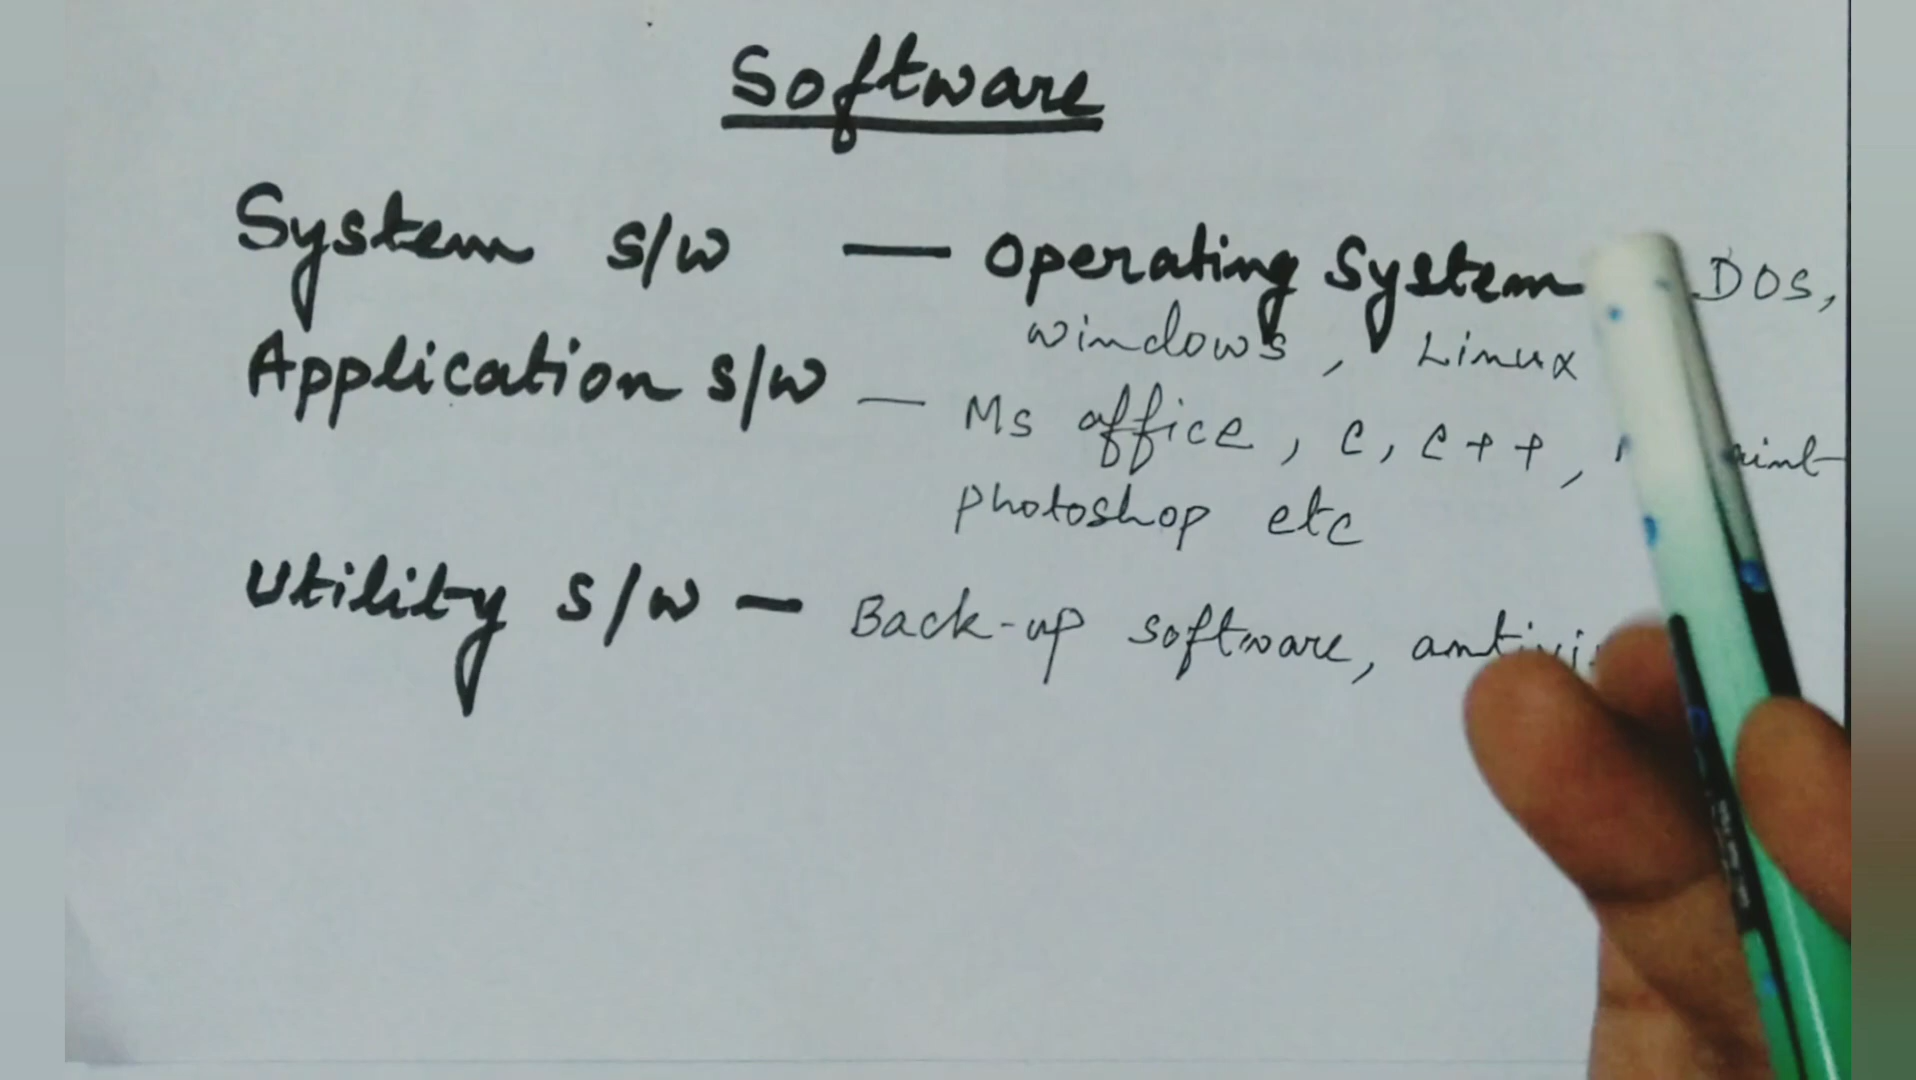 Software
System s/w — Operating System DOS,
windows, Linux
Application s/w — Ms office, c, c++,
photoshop etc
Utility s/w — Back-up software,